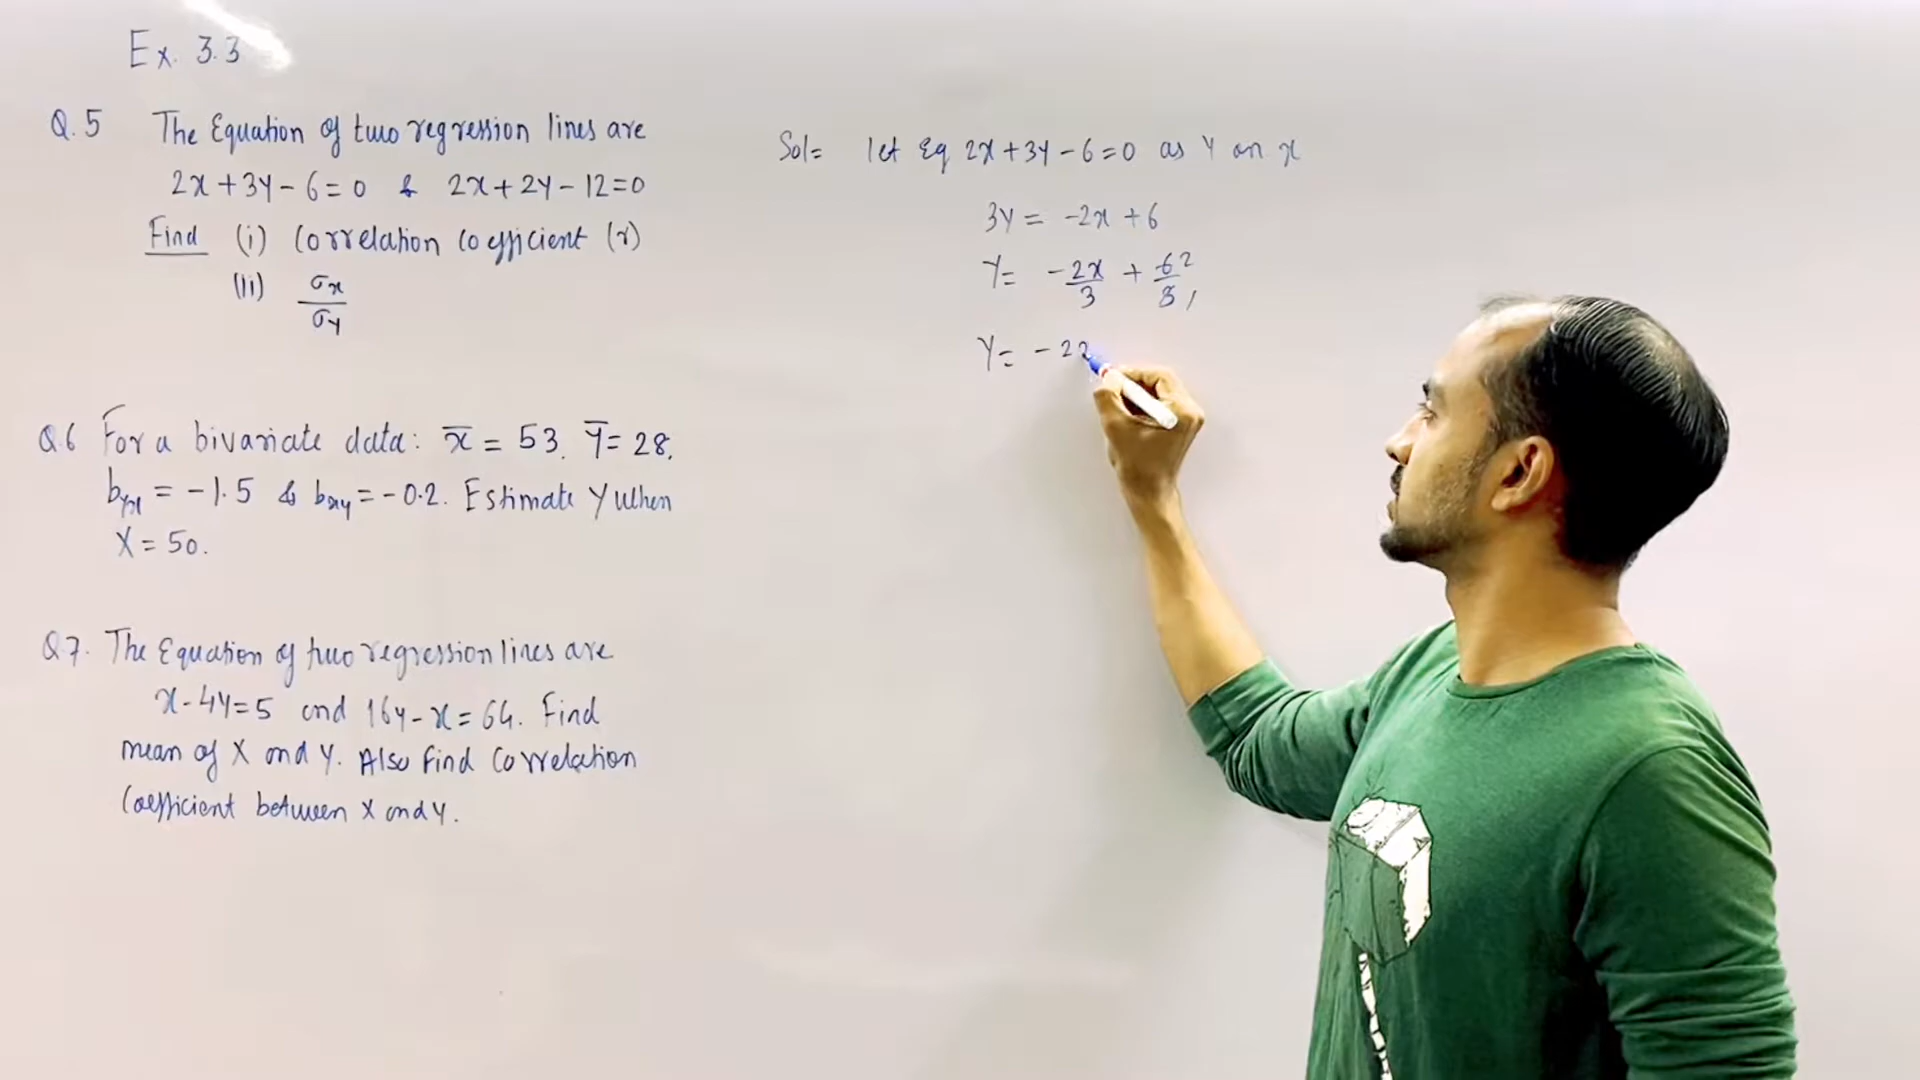 Ex. 3.3
Q.5 The Equation of two regression lines are
2x+3y-6=0 & 2x+2y-12=0
Find (i) Correlation Coefficient (r)
(ii) σx/σy
Q.6 For a bivariate data: x̅ = 53. Y̅= 28.
byx = -1.5 & bxy = -0.2. Estimate Y When
X = 50.
Q.7. The Equation of two regression lines are
x-4y=5 and 16y-x=64. Find
mean of X and Y. Also Find Correlation
Coefficient between X and Y.
Sol= let Eq 2x+3y-6=0 as Y on x
3y = -2x+6
Y= -2x/3 + 6/3 2 1
Y= -2